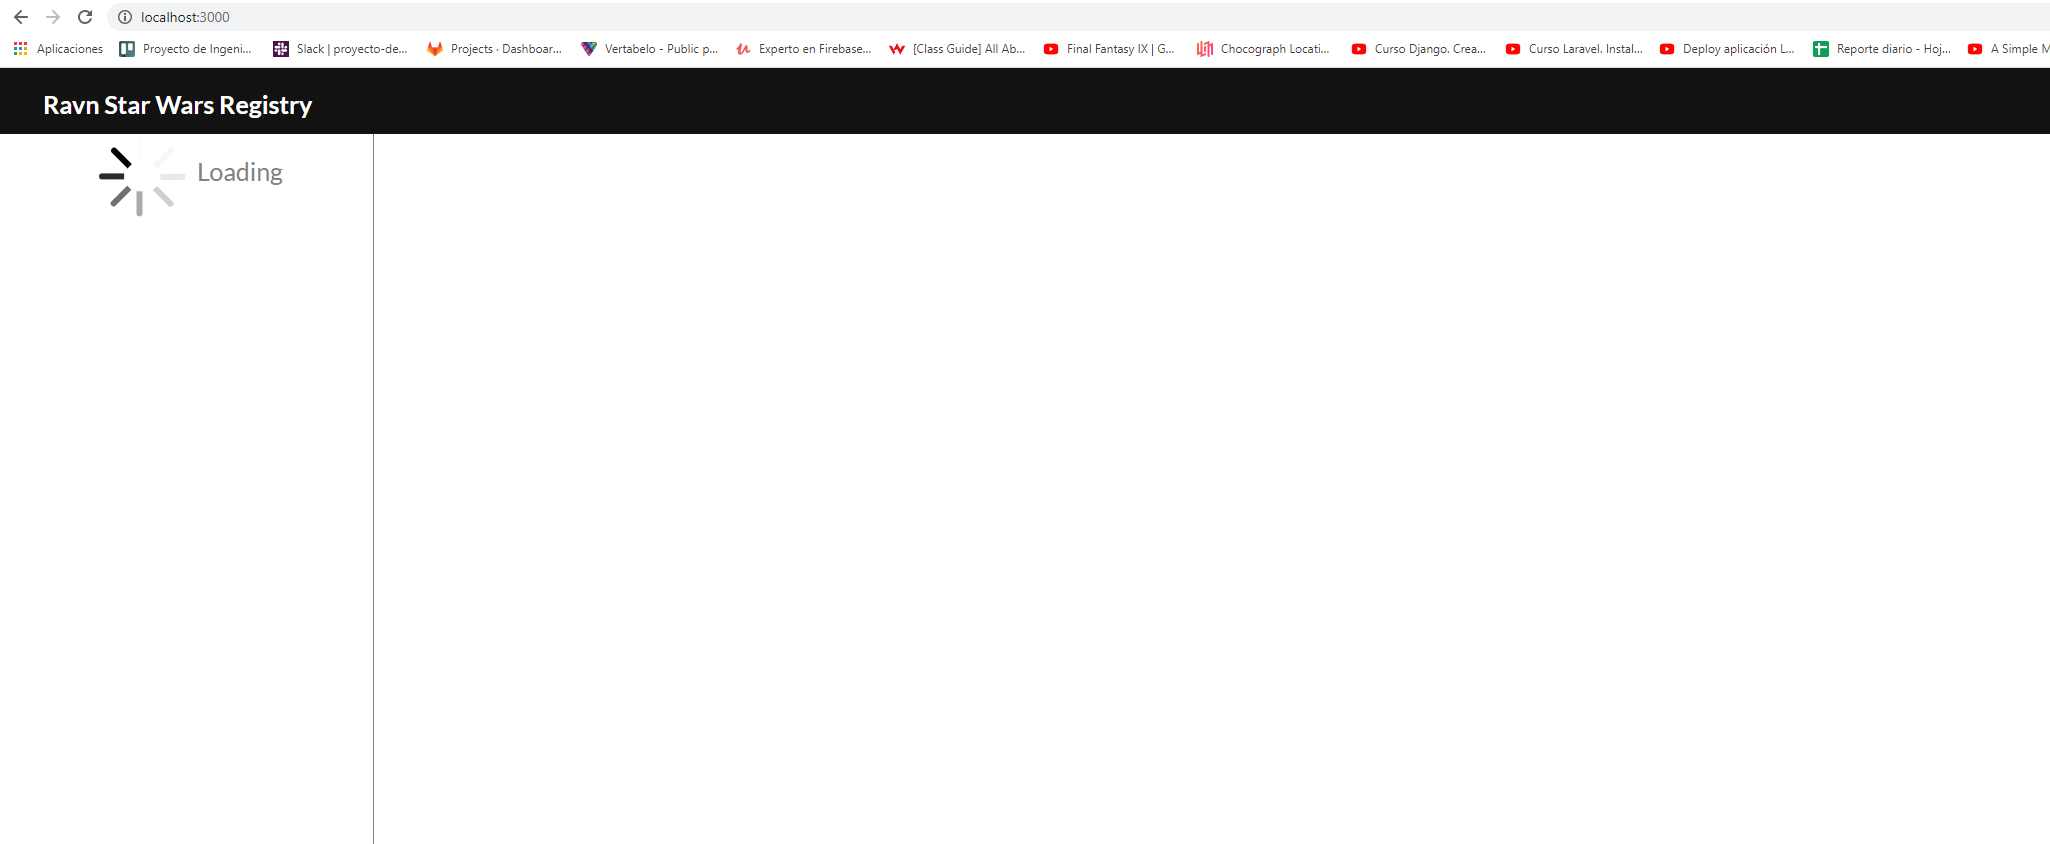 localhost:3000
Aplicaciones Proyecto de Ingeni... Slack | proyecto-de... Projects · Dashboar... Vertabelo - Public p... Experto en Firebase... [Class Guide] All Ab... Final Fantasy IX | G... Chocograph Locati... Curso Django. Crea... Curso Laravel. Instal... Deploy aplicación L... Reporte diario - Hoj... A Simple M
Ravn Star Wars Registry
Loading